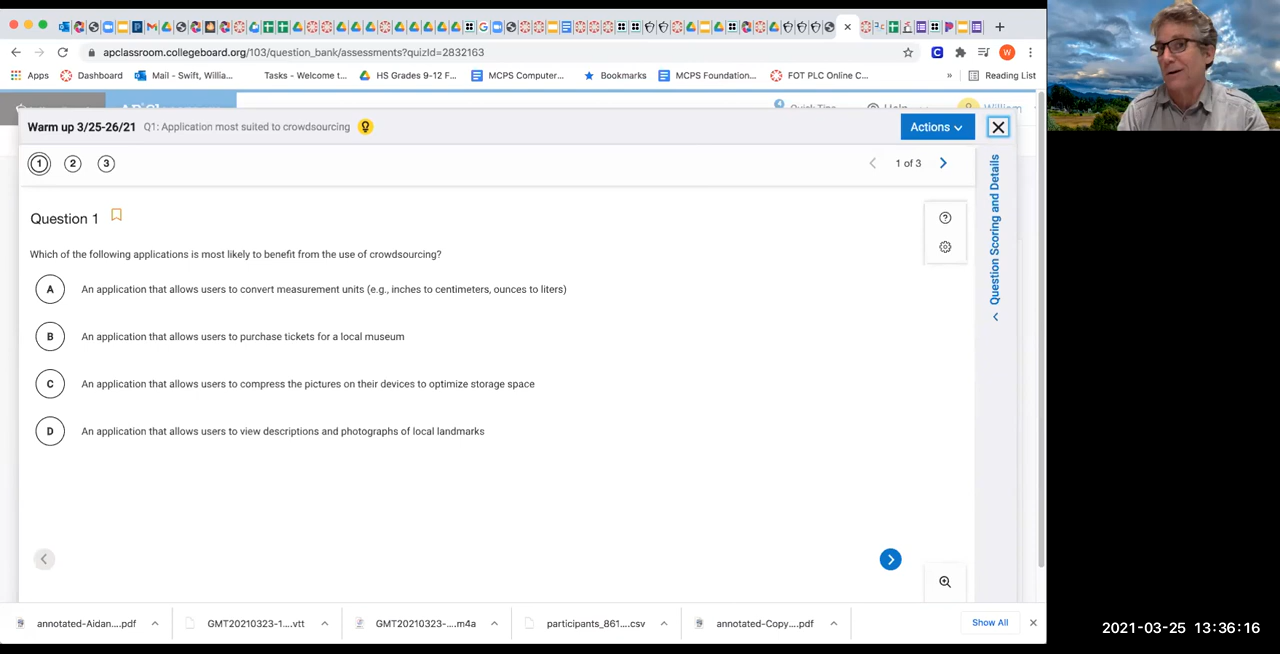 apclassroom.collegeboard.org/103/question_bank/assessments?quizId=2832163
Apps Dashboard Mail - Swift, Willia... Tasks - Welcome t... HS Grades 9-12 F... MCPS Computer... Bookmarks MCPS Foundation... FOT PLC Online C... » Reading List
Warm up 3/25-26/21 Q1: Application most suited to crowdsourcing Actions
1 2 3 1 of 3
Question Scoring and Details
Question 1
Which of the following applications is most likely to benefit from the use of crowdsourcing?
A An application that allows users to convert measurement units (e.g., inches to centimeters, ounces to liters)
B An application that allows users to purchase tickets for a local museum
C An application that allows users to compress the pictures on their devices to optimize storage space
D An application that allows users to view descriptions and photographs of local landmarks
annotated-Aidan....pdf GMT20210323-1....vtt GMT20210323-....m4a participants_861....csv annotated-Copy....pdf Show All
2021-03-25 13:36:16